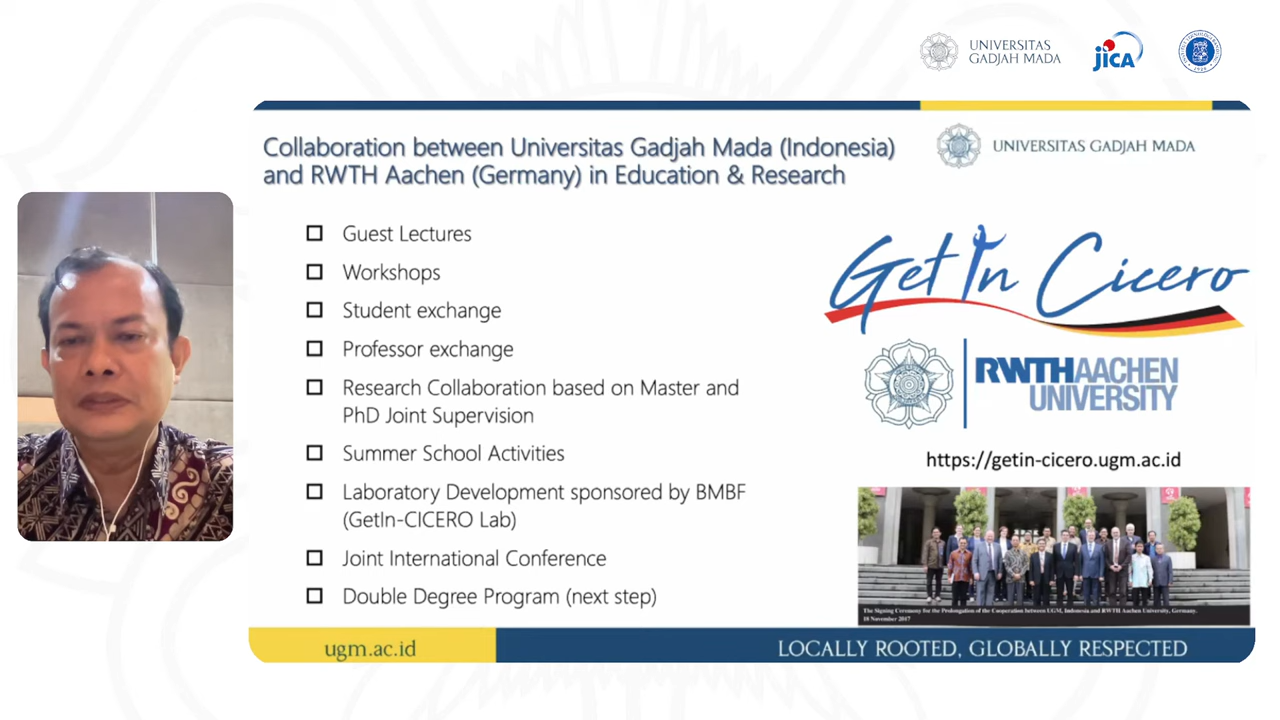 UNIVERSITAS
GADJAH MADA
JICA
Collaboration between Universitas Gadjah Mada (Indonesia)
and RWTH Aachen (Germany) in Education & Research
UNIVERSITAS GADJAH MADA
Guest Lectures
Workshops
Student exchange
Professor exchange
Research Collaboration based on Master and
PhD Joint Supervision
Summer School Activities
Laboratory Development sponsored by BMBF
(GetIn-CICERO Lab)
Joint International Conference
Double Degree Program (next step)
Get In Cicero
RWTHAACHEN
UNIVERSITY
https://getin-cicero.ugm.ac.id
The Signing Ceremony for the Prolongation of the Cooperation between UGM, Indonesia and RWTH Aachen University, Germany.
18 November 2017
ugm.ac.id
LOCALLY ROOTED, GLOBALLY RESPECTED